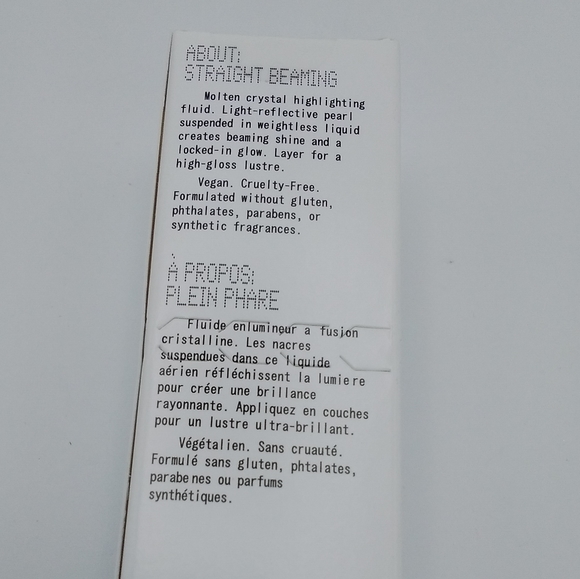 ABOUT:
STRAIGHT BEAMING
Molten crystal highlighting
fluid. Light-reflective pearl
suspended in weightless liquid
creates beaming shine and a
locked-in glow. Layer for a
high-gloss lustre.
Vegan. Cruelty-Free.
Formulated without gluten,
phthalates, parabens, or
synthetic fragrances.
À PROPOS:
PLEIN PHARE
Fluide enlumineur a fusion
cristalline. Les nacres
suspendues dans ce liquide
aérien réfléchissent la lumiere
pour créer une brillance
rayonnante. Appliquez en couches
pour un lustre ultra-brillant.
Végétalien. Sans cruauté.
Formulé sans gluten, phtalates,
parabenes ou parfums
synthétiques.